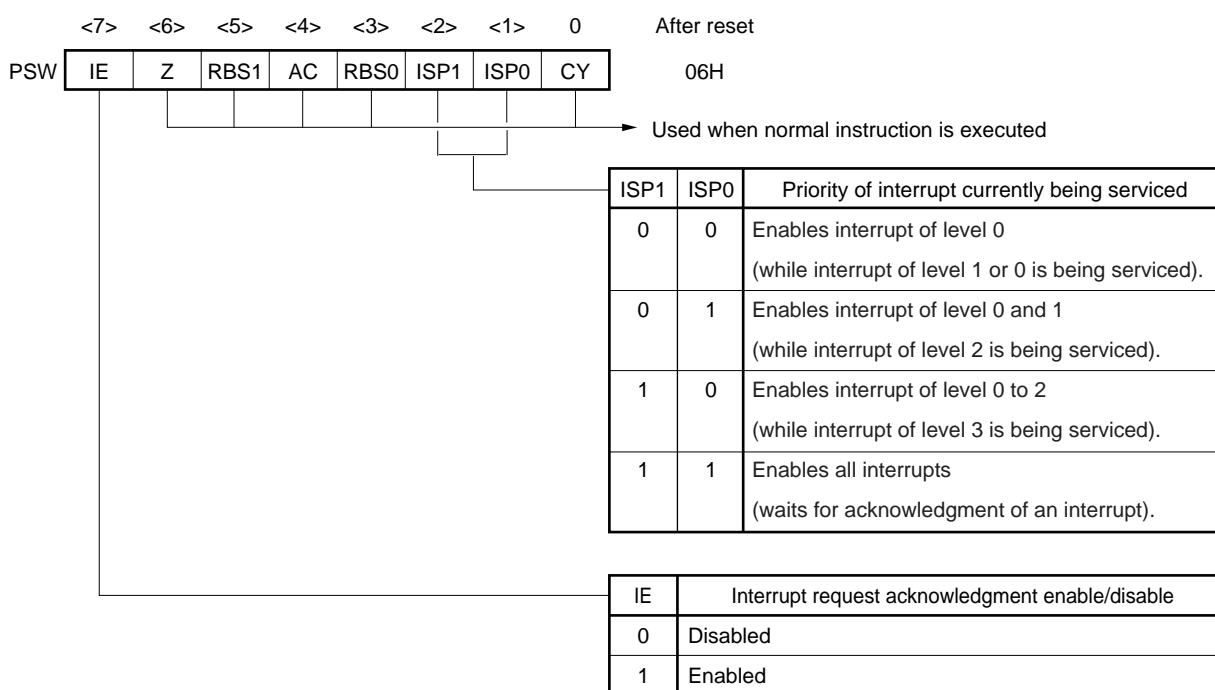 <7> <6> <5> <4> <3> <2> <1> 0 After reset
PSW IE Z RBS1 AC RBS0 ISP1 ISP0 CY 06H
Used when normal instruction is executed
ISP1 ISP0 Priority of interrupt currently being serviced
0 0 Enables interrupt of level 0
(while interrupt of level 1 or 0 is being serviced).
0 1 Enables interrupt of level 0 and 1
(while interrupt of level 2 is being serviced).
1 0 Enables interrupt of level 0 to 2
(while interrupt of level 3 is being serviced).
1 1 Enables all interrupts
(waits for acknowledgment of an interrupt).
IE Interrupt request acknowledgment enable/disable
0 Disabled
1 Enabled